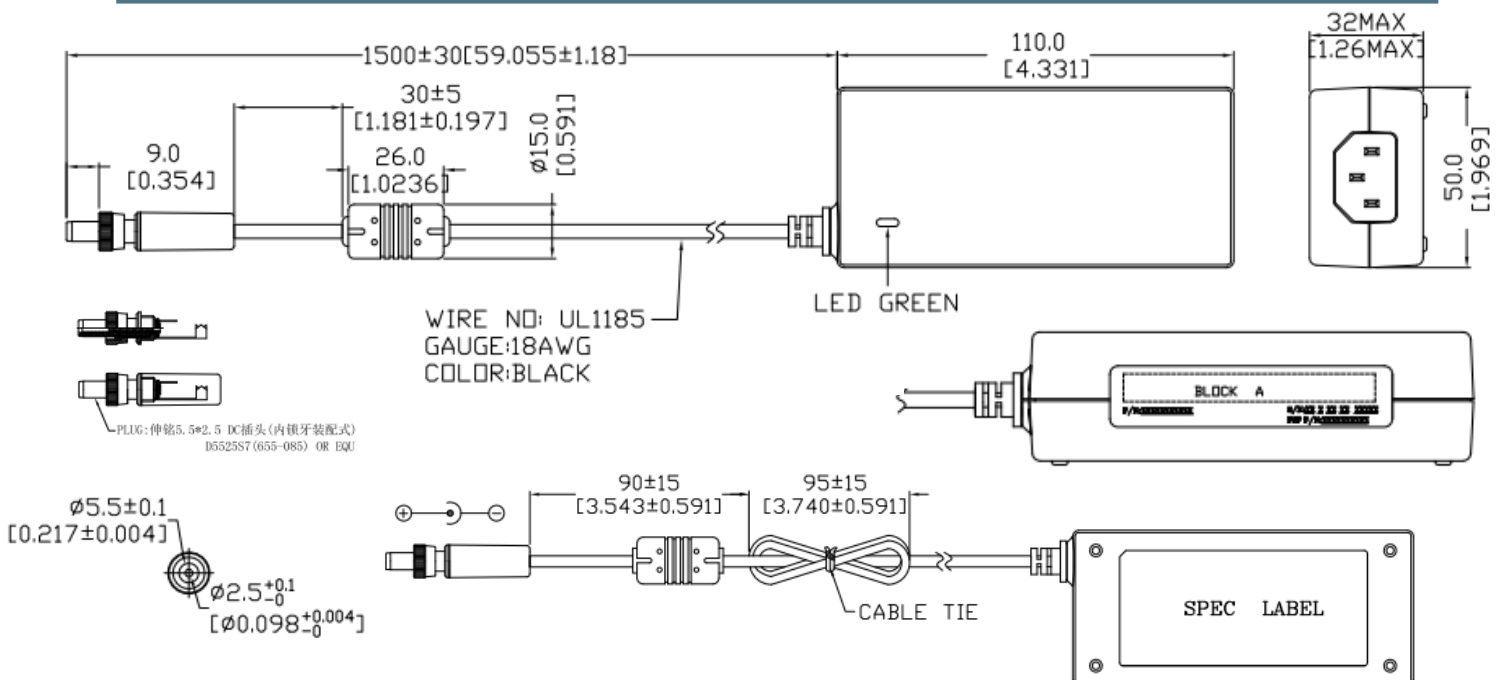 32MAX
[1.26MAX]
1500±30[59.055±1.18]
110.0
[4.331]
30±5
[1.181±0.197]
ø15.0
[0.591]
9.0
[0.354]
26.0
[1.0236]
50.0
[1.969]
LED GREEN
WIRE NO: UL1185
GAUGE:18AWG
COLOR:BLACK
BLOCK A
PLUG:伸铭5.5*2.5 DC插头(内锁牙装配式)
D5525S7(655-085) OR EQU
90±15
[3.543±0.591]
95±15
[3.740±0.591]
ø5.5±0.1
[0.217±0.004]
ø2.5+0.1
-0
[ø0.098+0.004]
-0
CABLE TIE
SPEC LABEL